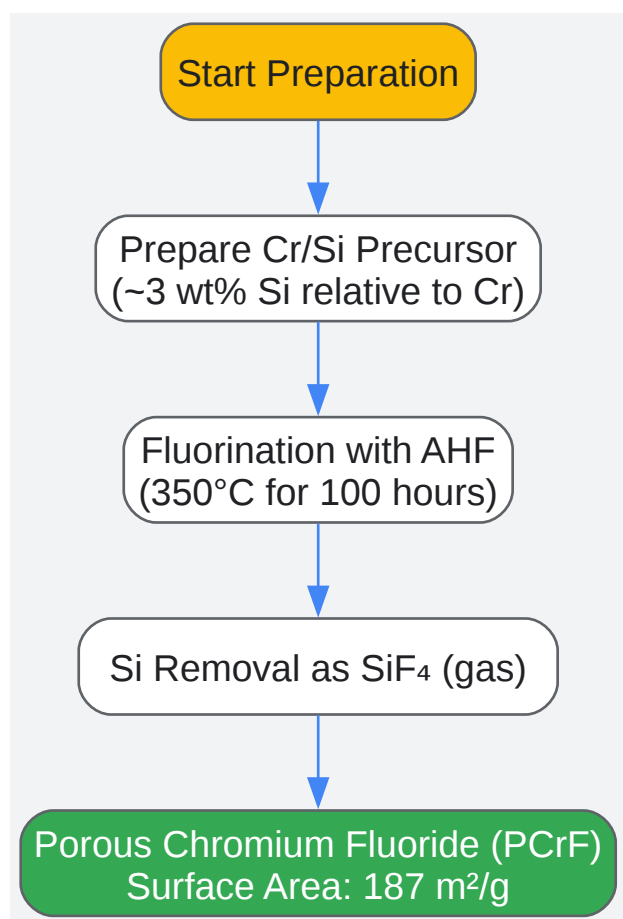 Start Preparation
Prepare Cr/Si Precursor
(~3 wt% Si relative to Cr)
Fluorination with AHF
(350°C for 100 hours)
Si Removal as SiF₄ (gas)
Porous Chromium Fluoride (PCrF)
Surface Area: 187 m²/g